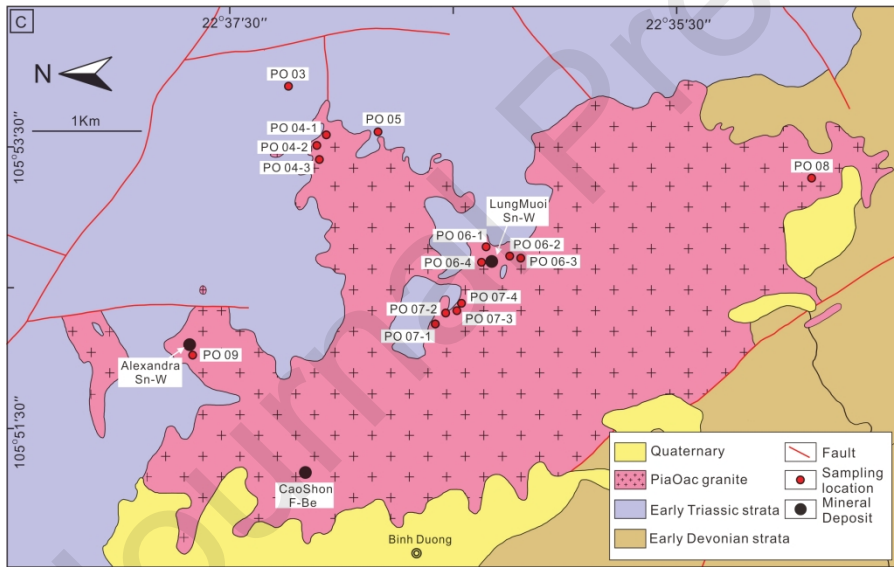 C
22°37'30''
22°35'30''
N
1Km
105°53'30''
105°51'30''
PO 03
PO 04-1
PO 04-2
PO 04-3
PO 05
PO 08
LungMuoi
Sn-W
PO 06-1
PO 06-2
PO 06-4
PO 06-3
PO 07-4
PO 07-2
PO 07-3
PO 07-1
PO 09
Alexandra
Sn-W
CaoShon
F-Be
Binh Duong
Quaternary
PiaOac granite
Early Triassic strata
Early Devonian strata
Fault
Sampling
location
Mineral
Deposit
Journal Pre